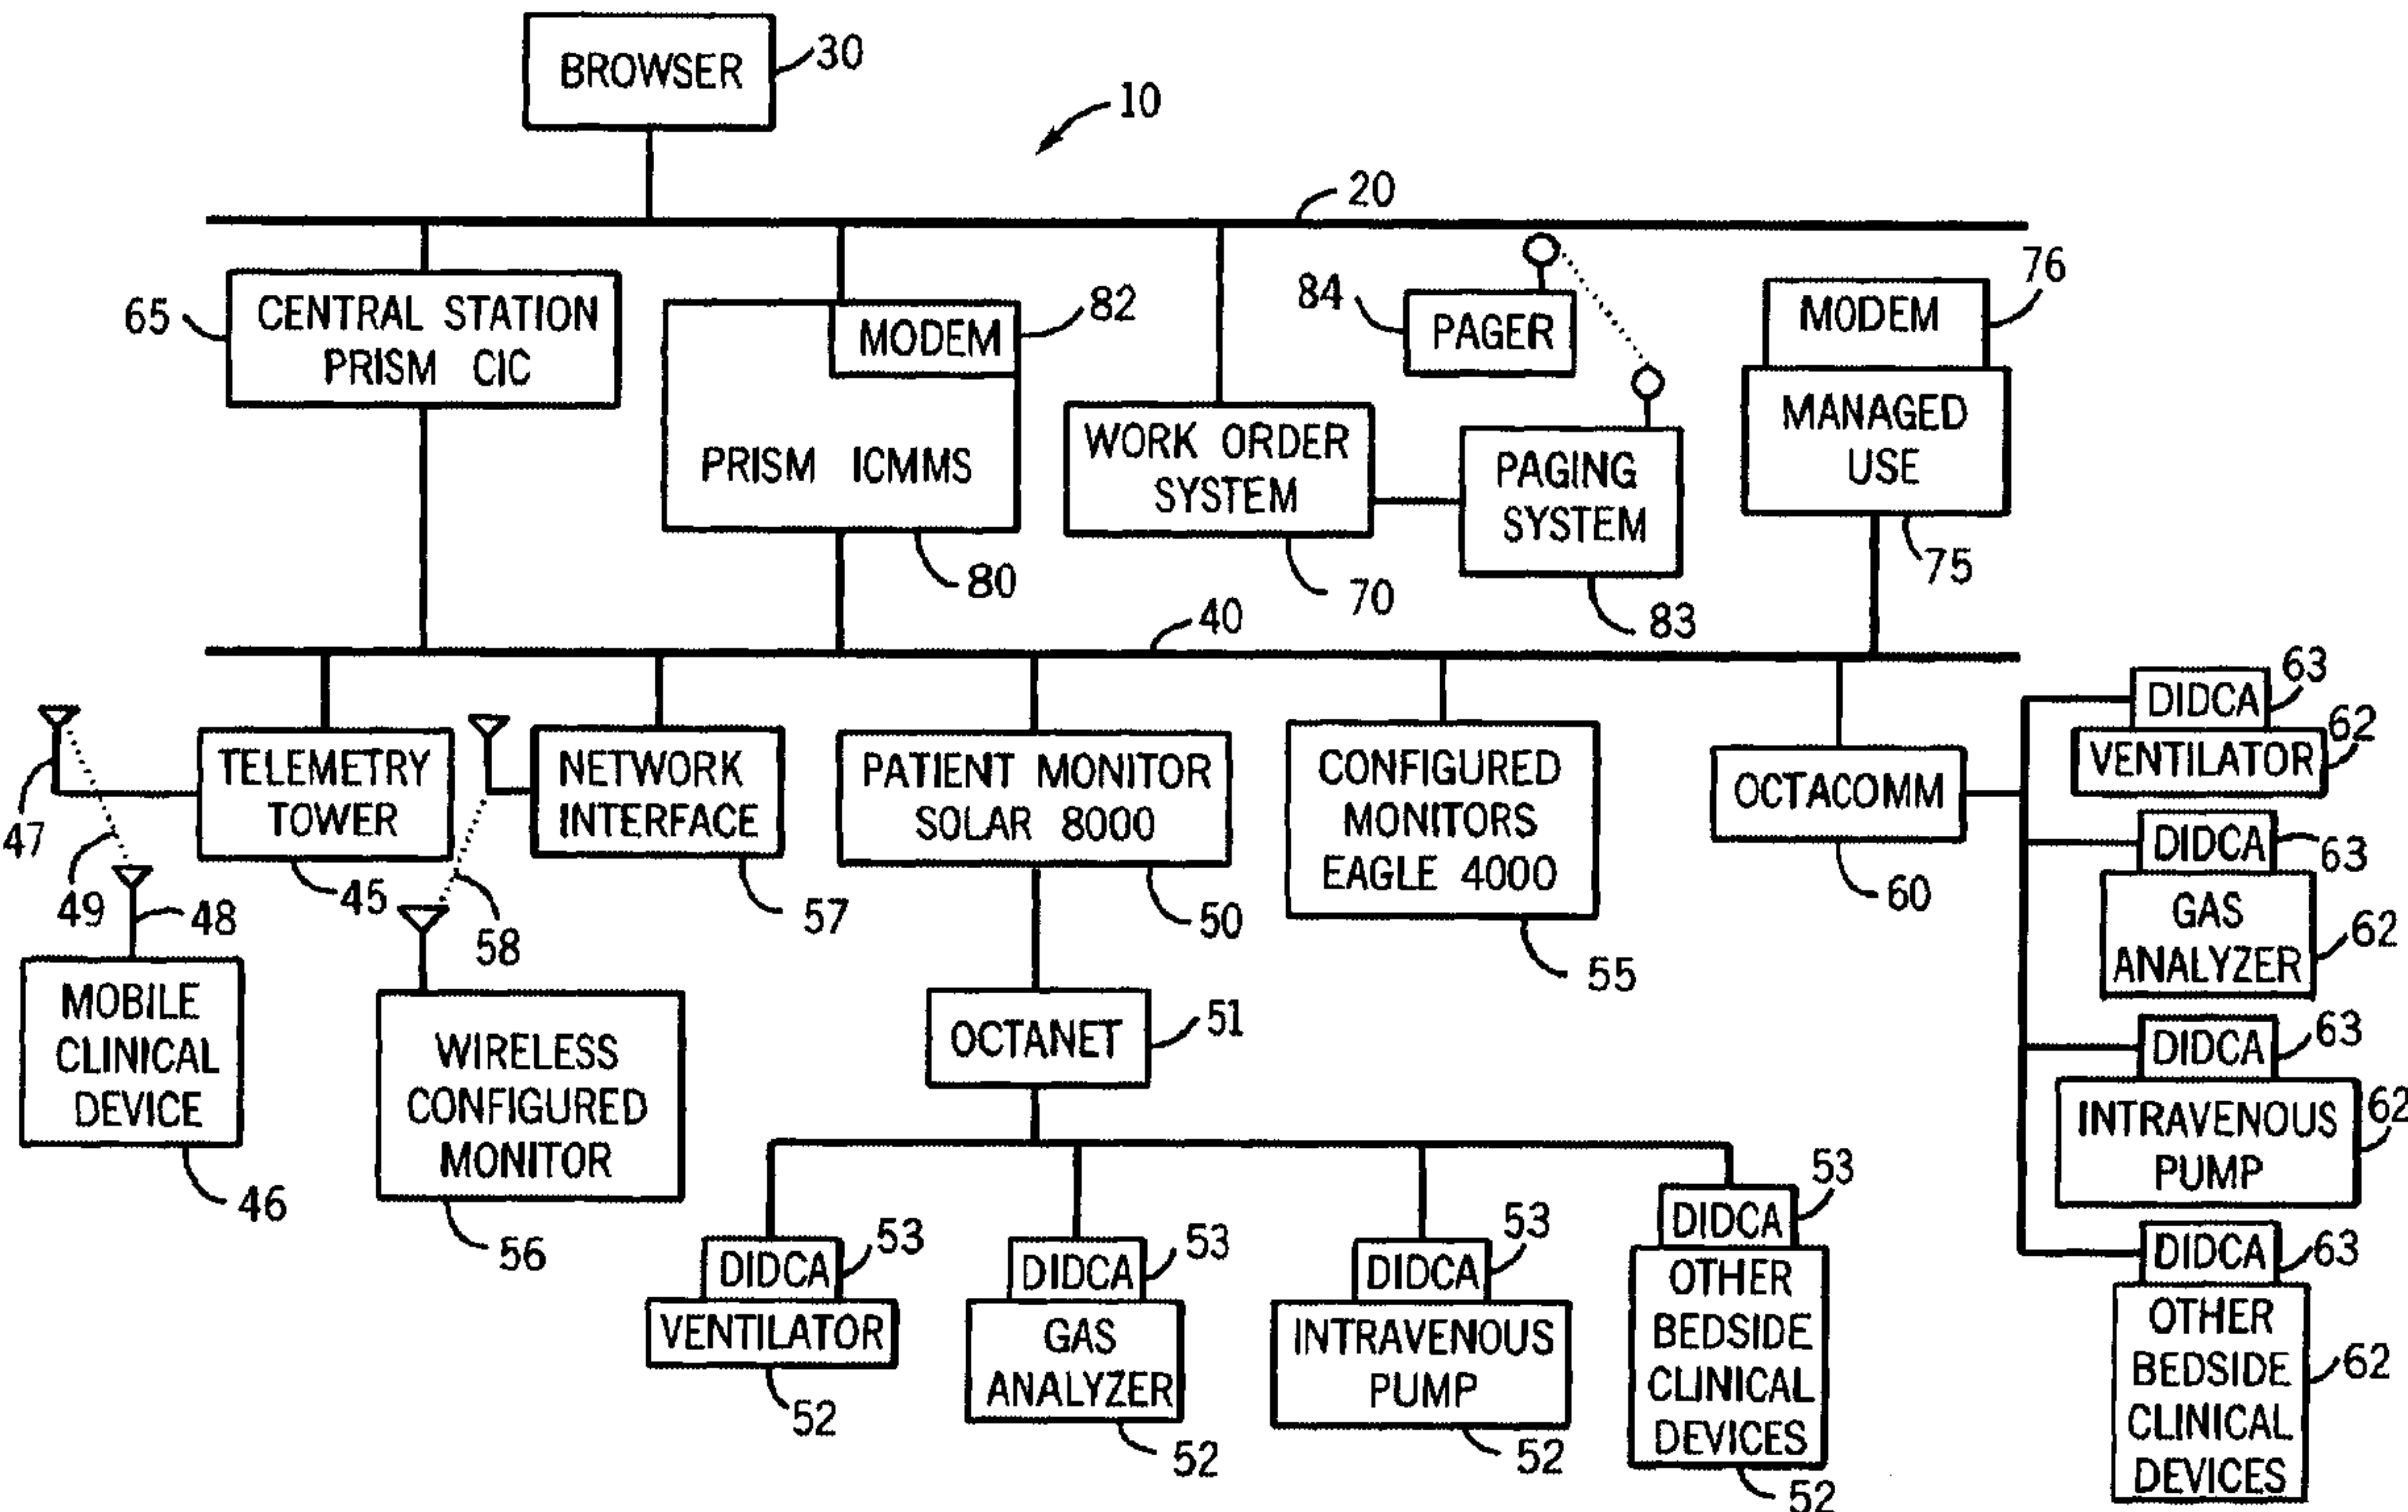 BROWSER
30
10
20
65
CENTRAL STATION
PRISM CIC
MODEM
82
PRISM ICMMS
80
WORK ORDER
SYSTEM
70
84
PAGER
PAGING
SYSTEM
83
76
MODEM
MANAGED
USE
75
40
47
49
48
TELEMETRY
TOWER
45
MOBILE
CLINICAL
DEVICE
46
NETWORK
INTERFACE
57
58
WIRELESS
CONFIGURED
MONITOR
56
PATIENT MONITOR
SOLAR 8000
50
OCTANET
51
CONFIGURED
MONITORS
EAGLE 4000
55
OCTACOMM
60
DIDCA
63
VENTILATOR
62
DIDCA
63
GAS
ANALYZER
62
DIDCA
63
INTRAVENOUS
PUMP
62
DIDCA
63
OTHER
BEDSIDE
CLINICAL
DEVICES
62
DIDCA
53
VENTILATOR
52
DIDCA
53
GAS
ANALYZER
52
DIDCA
53
INTRAVENOUS
PUMP
52
DIDCA
53
OTHER
BEDSIDE
CLINICAL
DEVICES
52